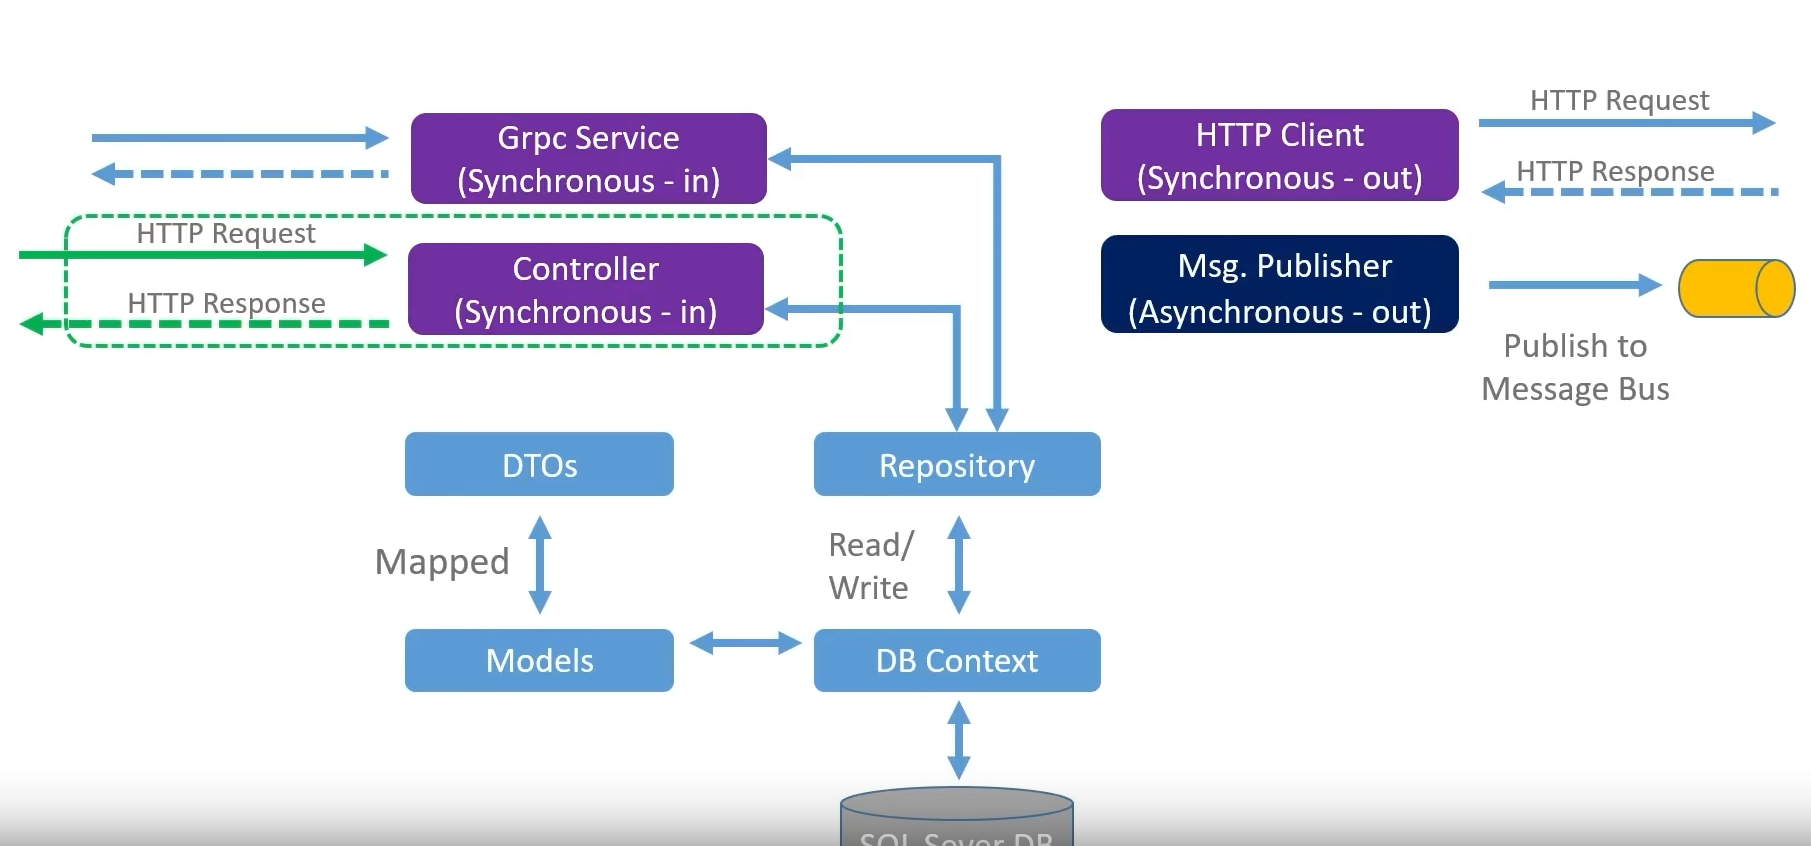 Grpc Service
(Synchronous - in)
HTTP Request
Controller
(Synchronous - in)
HTTP Response
HTTP Client
(Synchronous - out)
HTTP Request
HTTP Response
Msg. Publisher
(Asynchronous - out)
Publish to
Message Bus
DTOs
Repository
Mapped
Read/
Write
Models
DB Context
SQL Sever DB